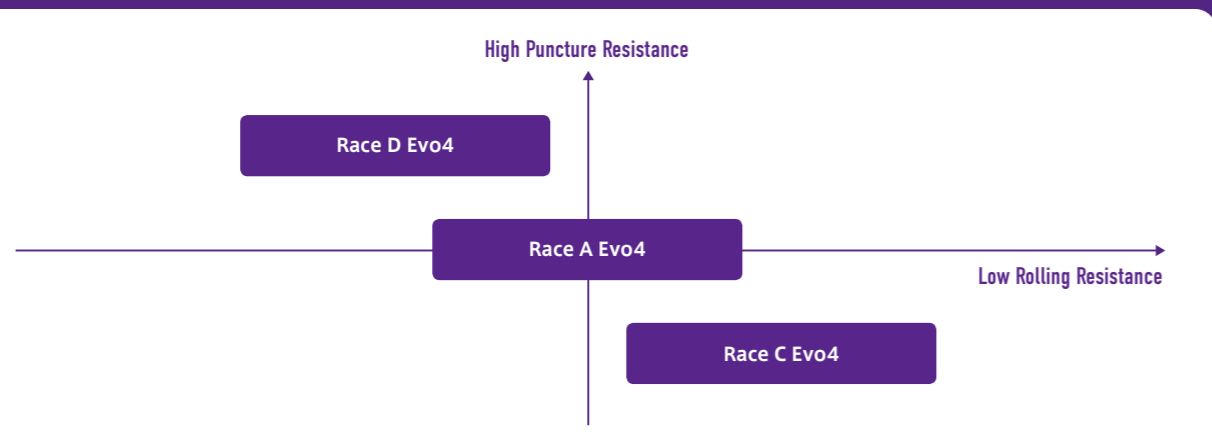 High Puncture Resistance
Race D Evo4
Race A Evo4
Low Rolling Resistance
Race C Evo4